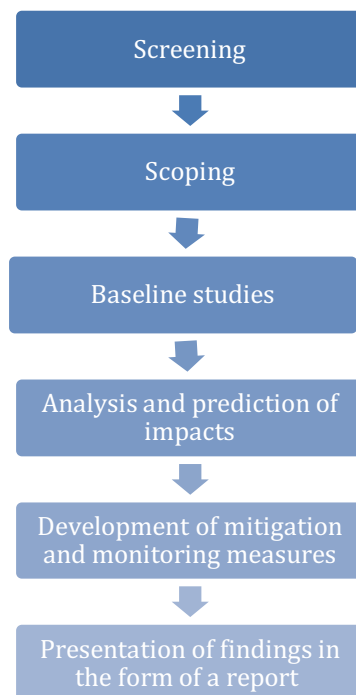 Screening
Scoping
Baseline studies
Analysis and prediction of
impacts
Development of mitigation
and monitoring measures
Presentation of findings in
the form of a report